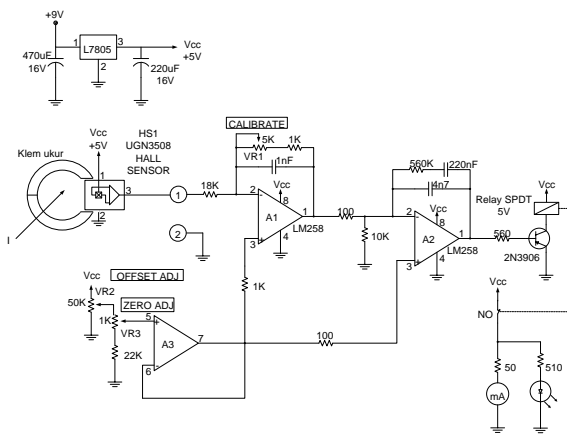 +9V
1 L7805 3
Vcc
+5V
470uF
16V
2
220uF
16V
Klem ukur
Vcc
+5V
HS1
UGN3508
HALL
SENSOR
1
3
2
I
1
2
CALIBRATE
5K 1K
VR1
1nF
18K
2
Vcc
8
A1
1
LM258
3
4
100
10K
560K 220nF
4n7
2
Vcc
8
A2
1
LM258
3
4
560
Relay SPDT
5V
Vcc
2N3906
1K
Vcc
OFFSET ADJ
VR2
50K
ZERO ADJ
1K
VR3
22K
5
A3
7
6
100
Vcc
NO
50
510
mA